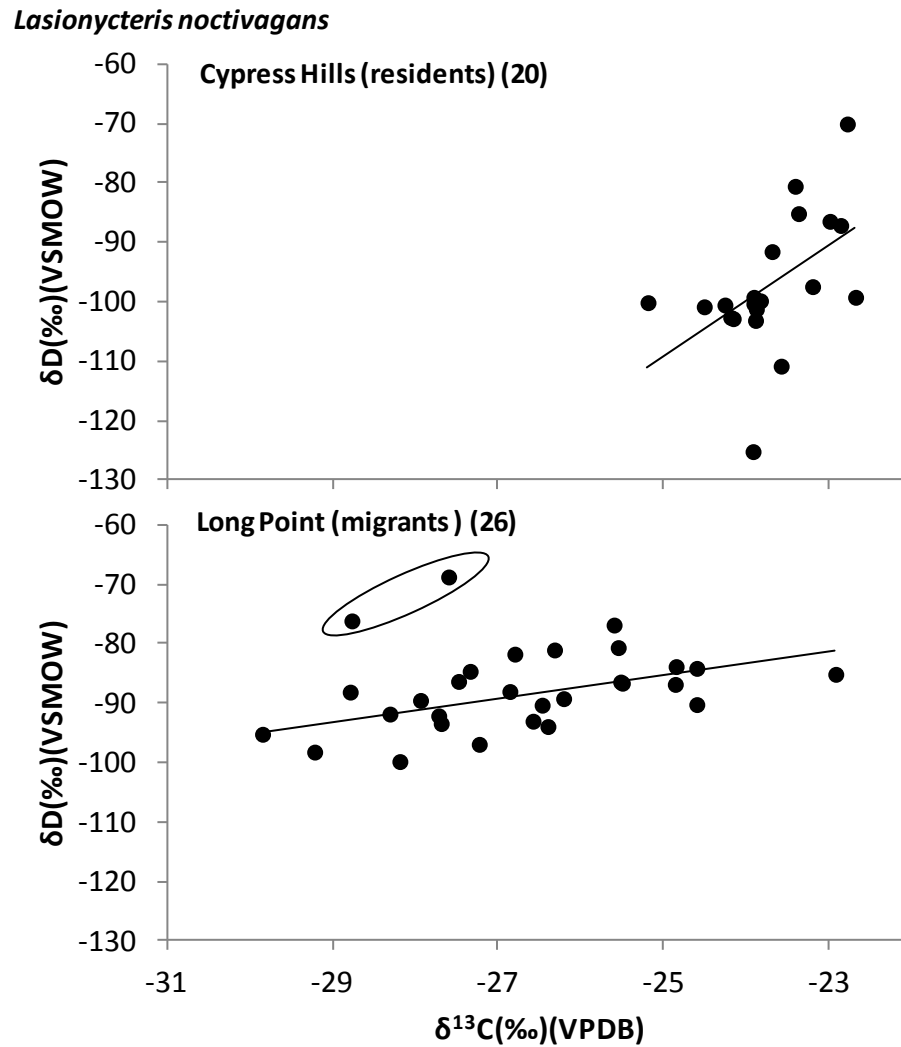 Lasionycteris noctivagans
Cypress Hills (residents) (20)
δD(‰)(VSMOW)
-60
-70
-80
-90
-100
-110
-120
-130
Long Point (migrants ) (26)
δD(‰)(VSMOW)
-60
-70
-80
-90
-100
-110
-120
-130
-31 -29 -27 -25 -23
δ¹³C(‰)(VPDB)